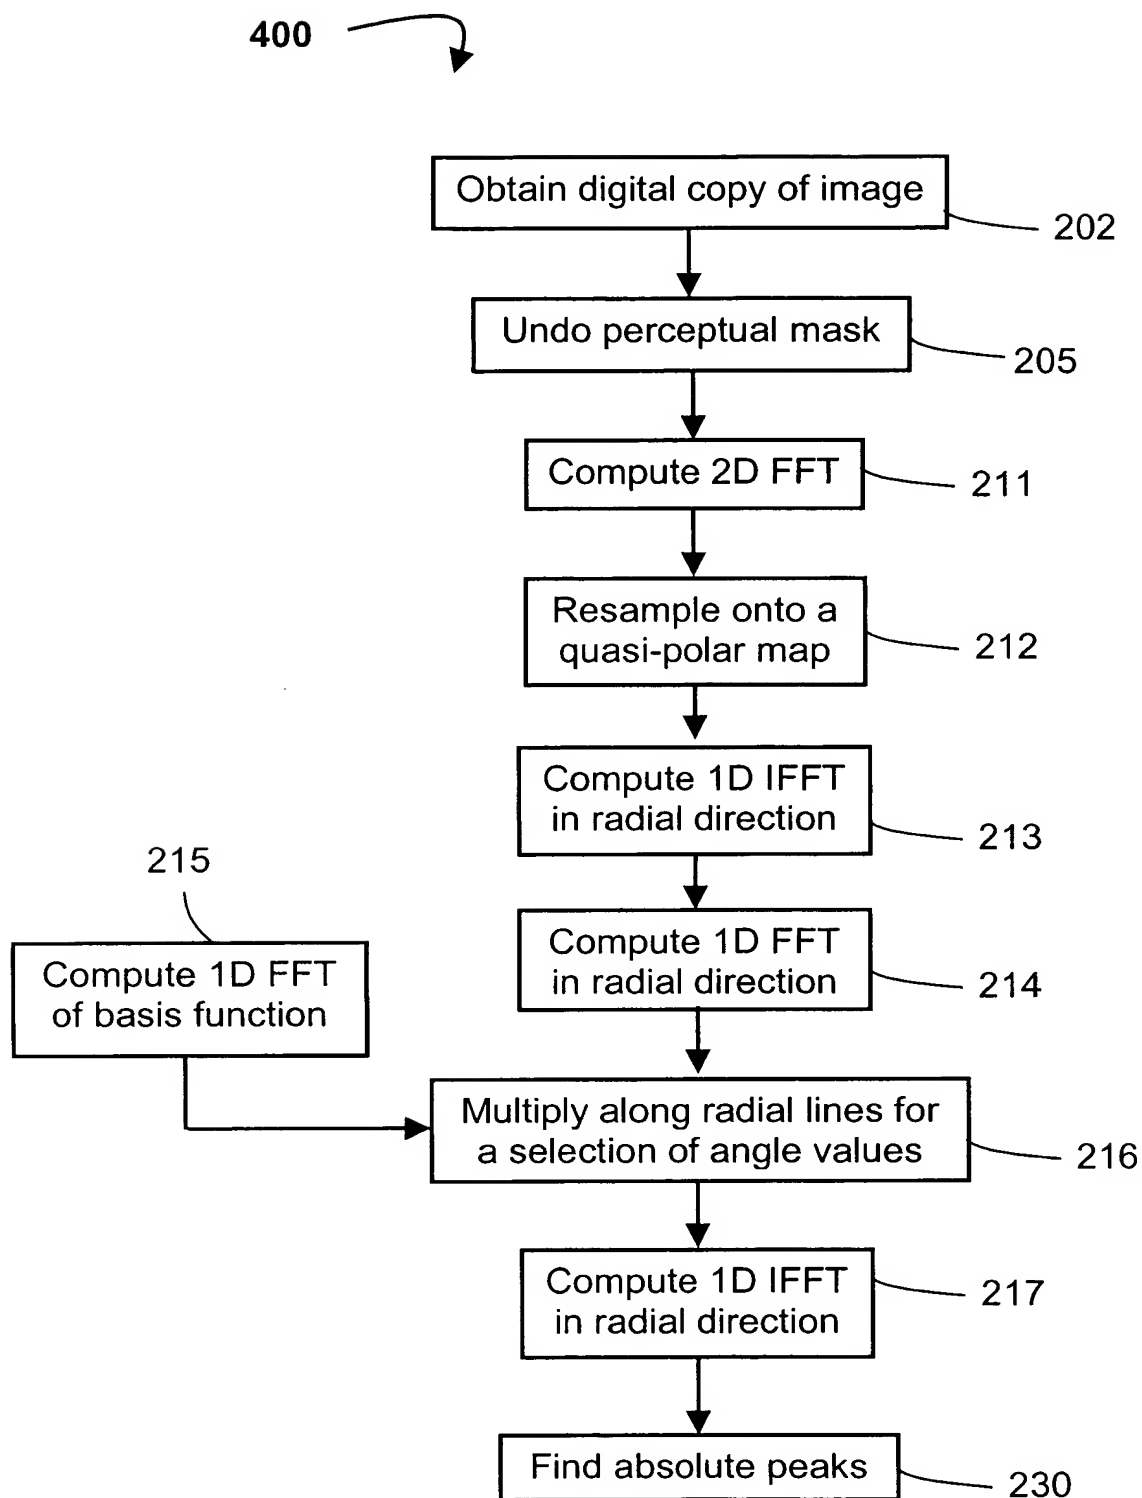 400
Obtain digital copy of image
202
Undo perceptual mask
205
Compute 2D FFT
211
Resample onto a
quasi-polar map
212
Compute 1D IFFT
in radial direction
213
215
Compute 1D FFT
of basis function
Compute 1D FFT
in radial direction
214
Multiply along radial lines for
a selection of angle values
216
Compute 1D IFFT
in radial direction
217
Find absolute peaks
230